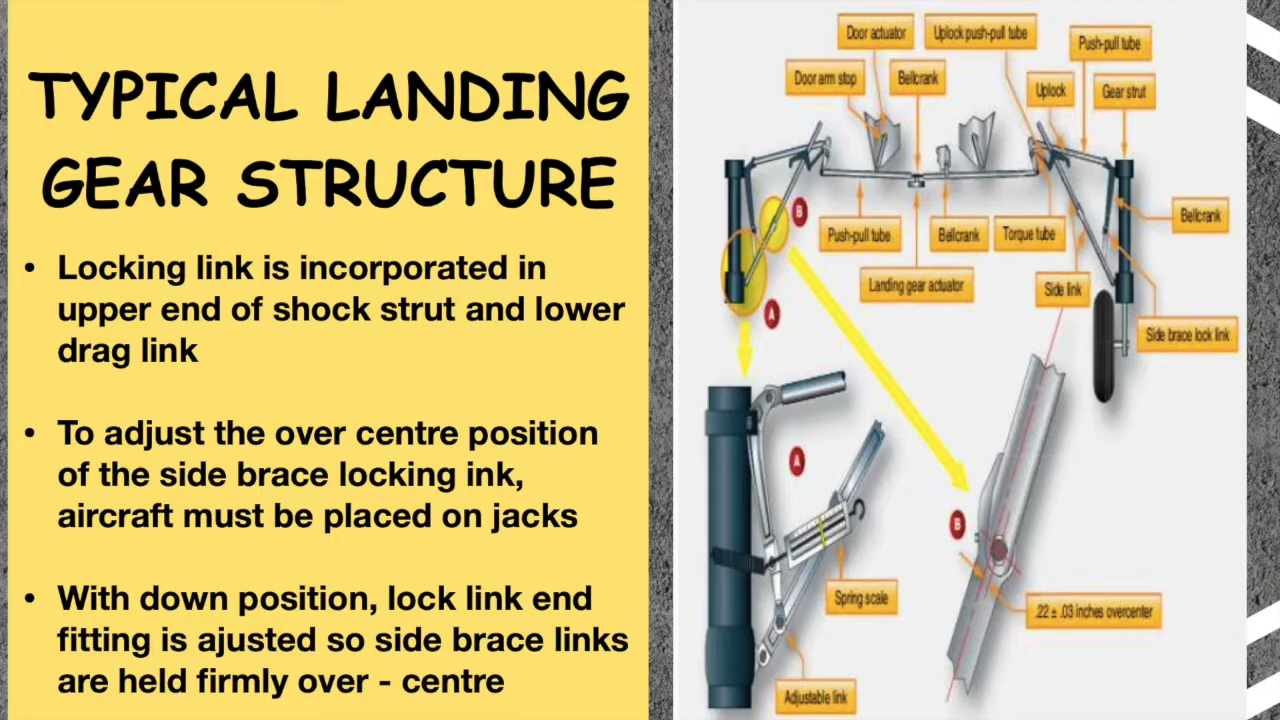 TYPICAL LANDING
GEAR STRUCTURE
• Locking link is incorporated in
upper end of shock strut and lower
drag link
• To adjust the over centre position
of the side brace locking ink,
aircraft must be placed on jacks
• With down position, lock link end
fitting is ajusted so side brace links
are held firmly over - centre
Door actuator
Uplock push-pull tube
Push-pull tube
Door arm stop
Bellcrank
Uplock
Gear strut
B
Push-pull tube
Bellcrank
Torque tube
Bellcrank
Landing gear actuator
Side link
A
Side brace lock link
A
B
Spring scale
.22 ± .03 inches overcenter
Adjustable link